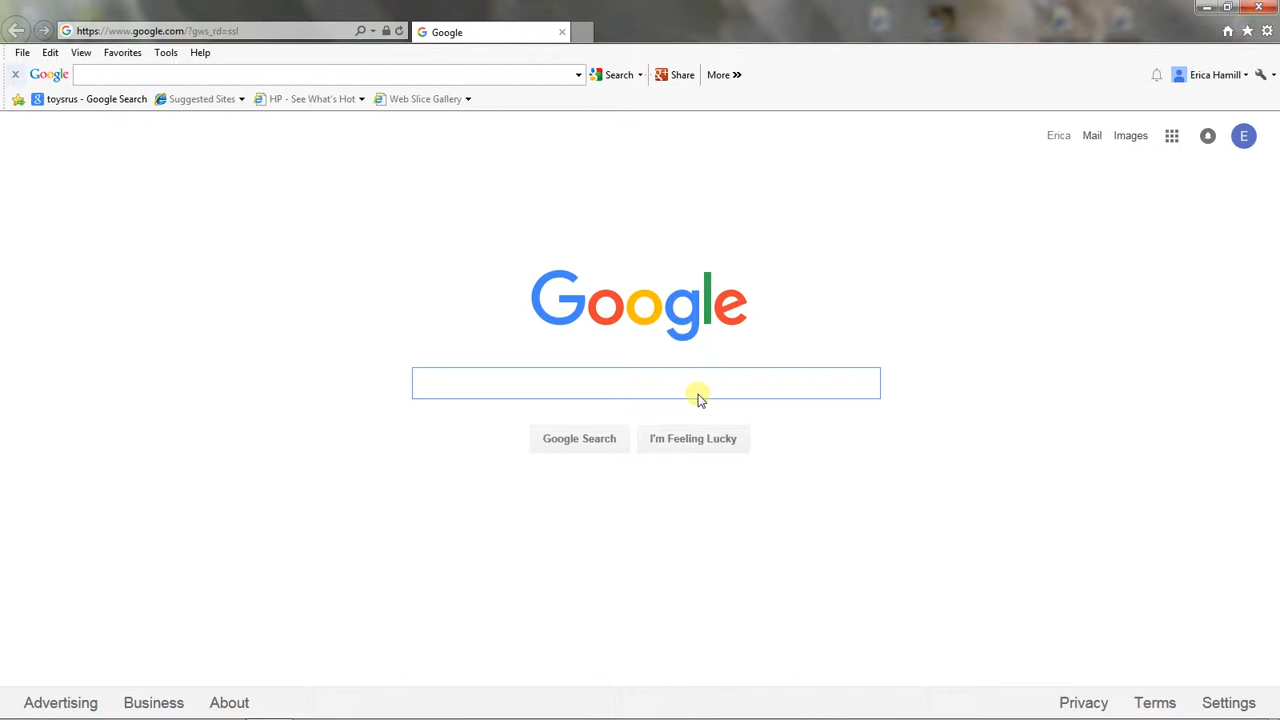 https://www.google.com/?gws_rd=ssl
Google
File Edit View Favorites Tools Help
Google Search Share More »
Erica Hamill
toysrus - Google Search Suggested Sites HP - See What's Hot Web Slice Gallery
Erica Mail Images E
Google
Google Search I'm Feeling Lucky
Advertising Business About Privacy Terms Settings